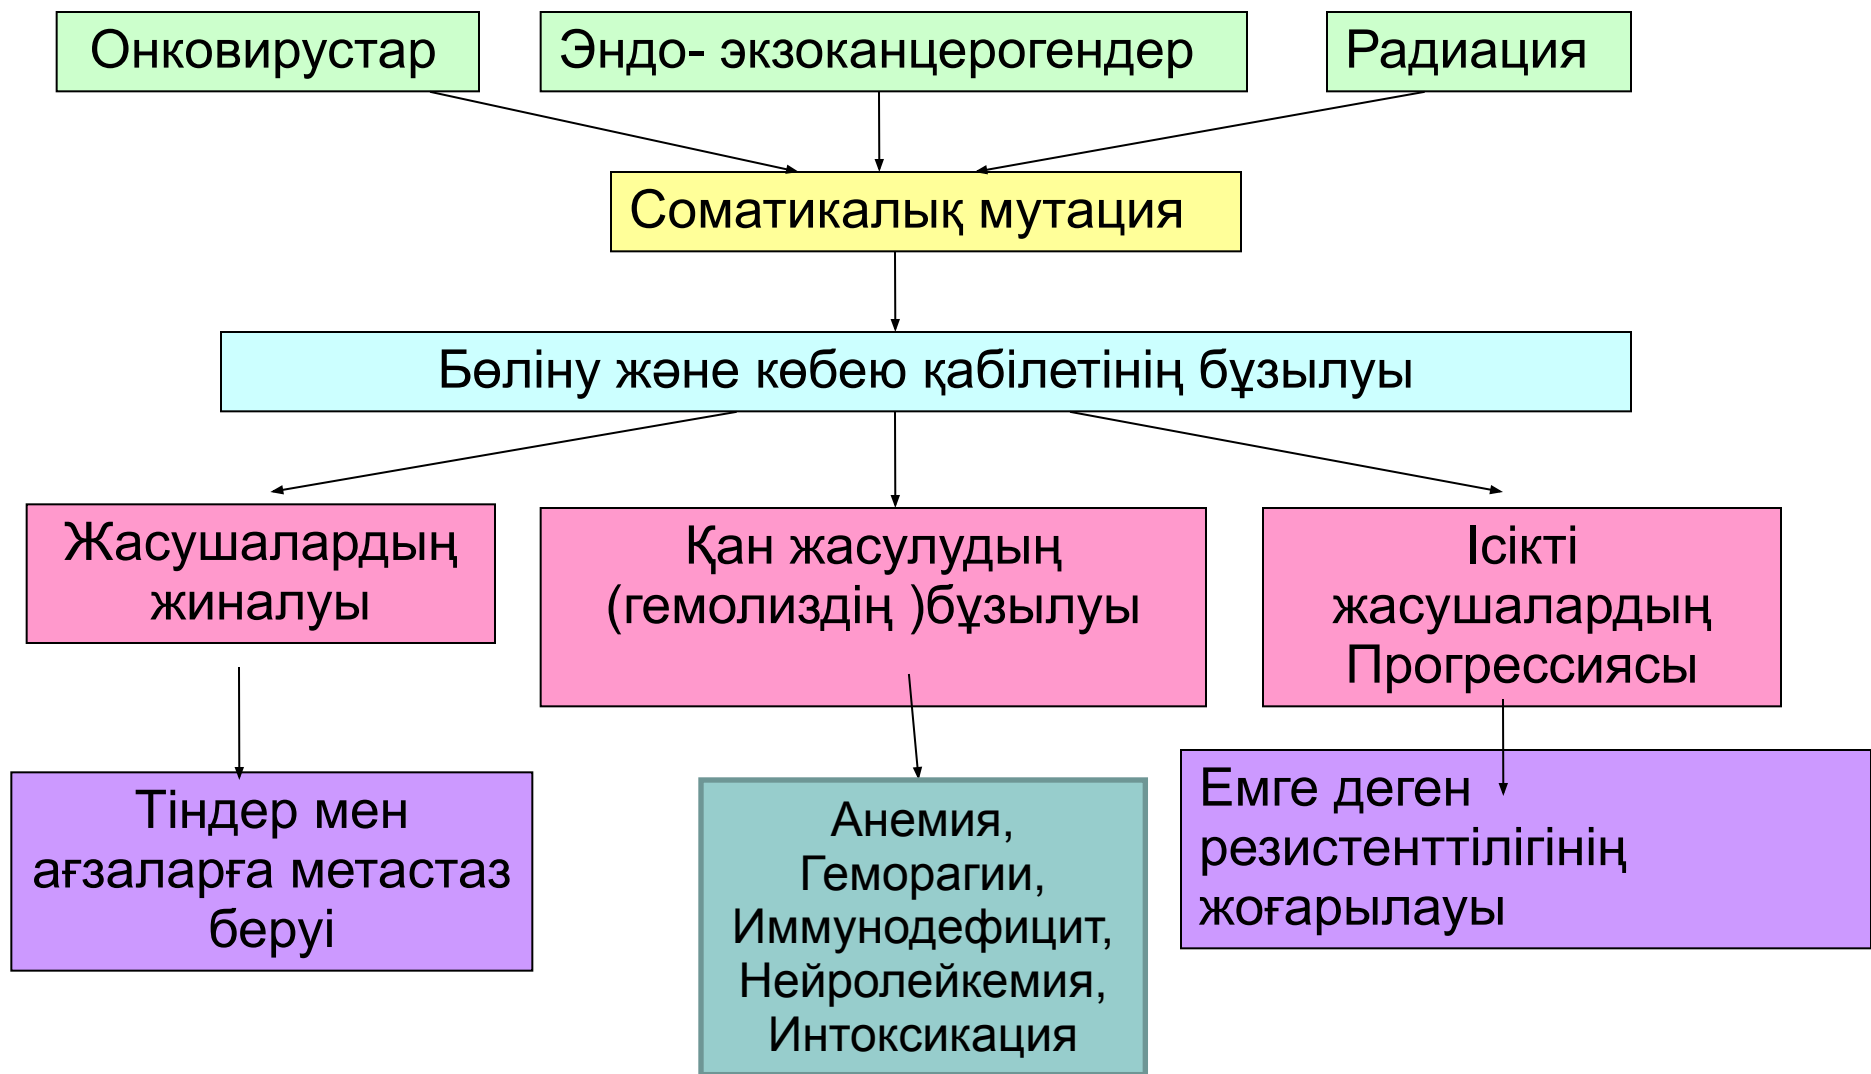 Онковирустар
Эндо- экзоканцерогендер
Радиация
Соматикалық мутация
Бөліну және көбею қабілетінің бұзылуы
Жасушалардың
жиналуы
Қан жасулудың
(гемолиздің )бұзылуы
Ісікті
жасушалардың
Прогрессиясы
Тіндер мен
ағзаларға метастаз
беруі
Анемия,
Геморагии,
Иммунодефицит,
Нейролейкемия,
Интоксикация
Емге деген
резистенттілігінің
жоғарылауы